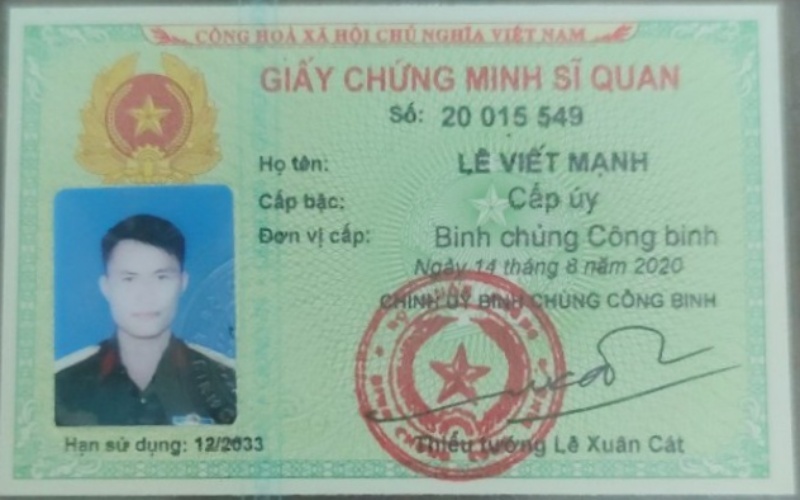 CỘNG HOÀ XÃ HỘI CHỦ NGHĨA VIỆT NAM
GIẤY CHỨNG MINH SĨ QUAN
Số: 20 015 549
Họ tên: LÊ VIẾT MẠNH
Cấp bậc: Cấp úy
Đơn vị cấp: Binh chủng Công binh
Ngày 14 tháng 8 năm 2020
CHÍNH ỦY BINH CHỦNG CÔNG BINH
Thiếu tướng Lê Xuân Cát
Hạn sử dụng: 12/2033